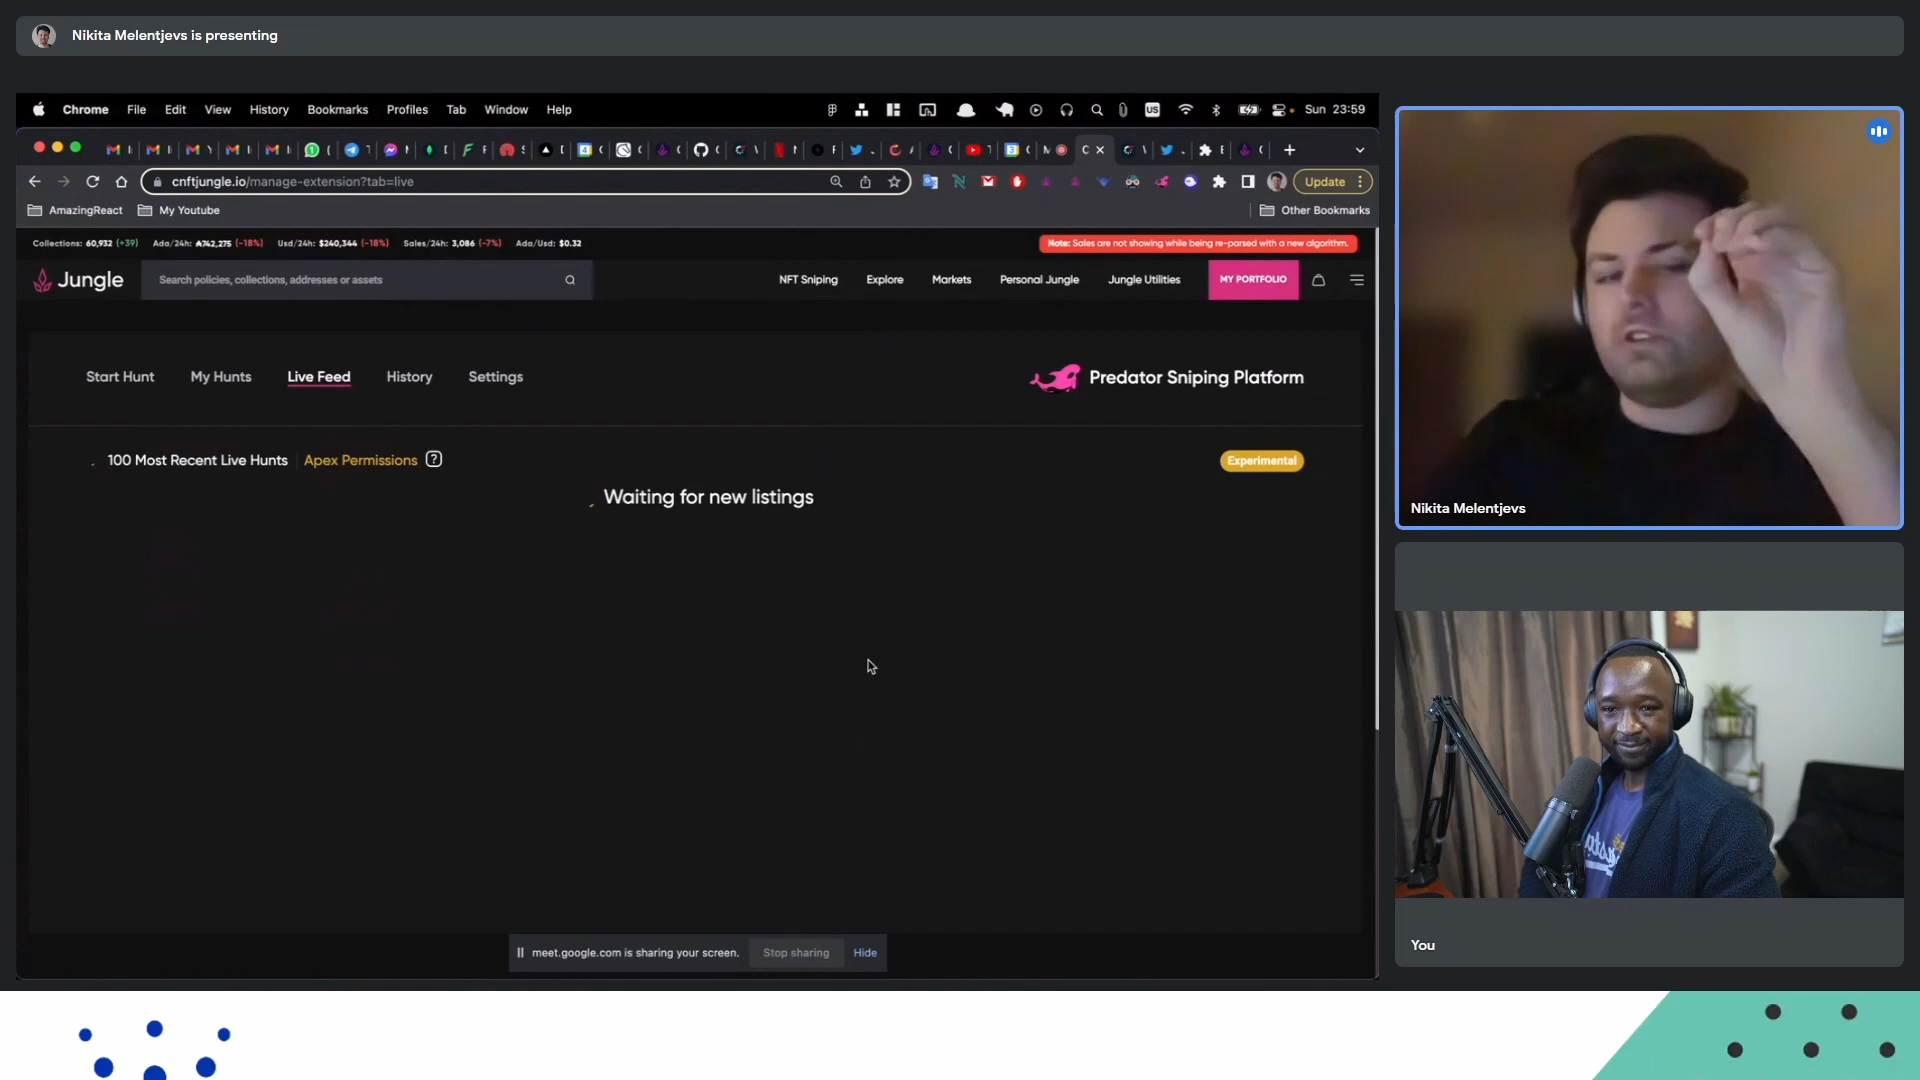 Nikita Melentjevs is presenting
Chrome File Edit View History Bookmarks Profiles Tab Window Help US Sun 23:59
cnftjungle.io/manage-extension?tab=live Update
AmazingReact My Youtube Other Bookmarks
Collections: 60,932 (+39) Ada/24h: ₳742,275 (-18%) Usd/24h: $240,344 (-18%) Sales/24h: 3,086 (-7%) Ada/Usd: $0.32 Note: Sales are not showing while being re-parsed with a new algorithm.
Jungle Search policies, collections, addresses or assets NFT Sniping Explore Markets Personal Jungle Jungle Utilities MY PORTFOLIO
Start Hunt My Hunts Live Feed History Settings Predator Sniping Platform
100 Most Recent Live Hunts Apex Permissions ? Experimental
Waiting for new listings
Nikita Melentjevs
You
meet.google.com is sharing your screen. Stop sharing Hide